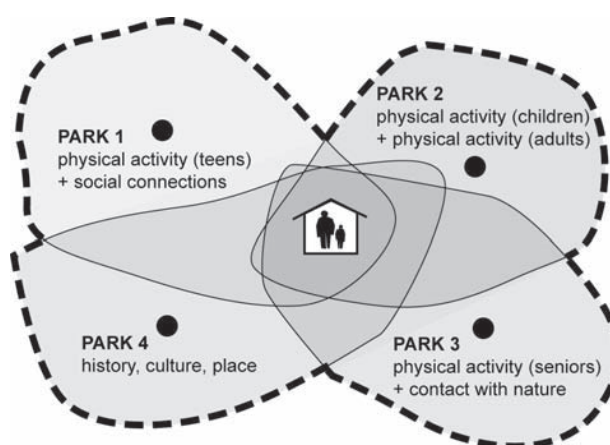 PARK 1
physical activity (teens)
+ social connections
PARK 2
physical activity (children)
+ physical activity (adults)
PARK 4
history, culture, place
PARK 3
physical activity (seniors)
+ contact with nature